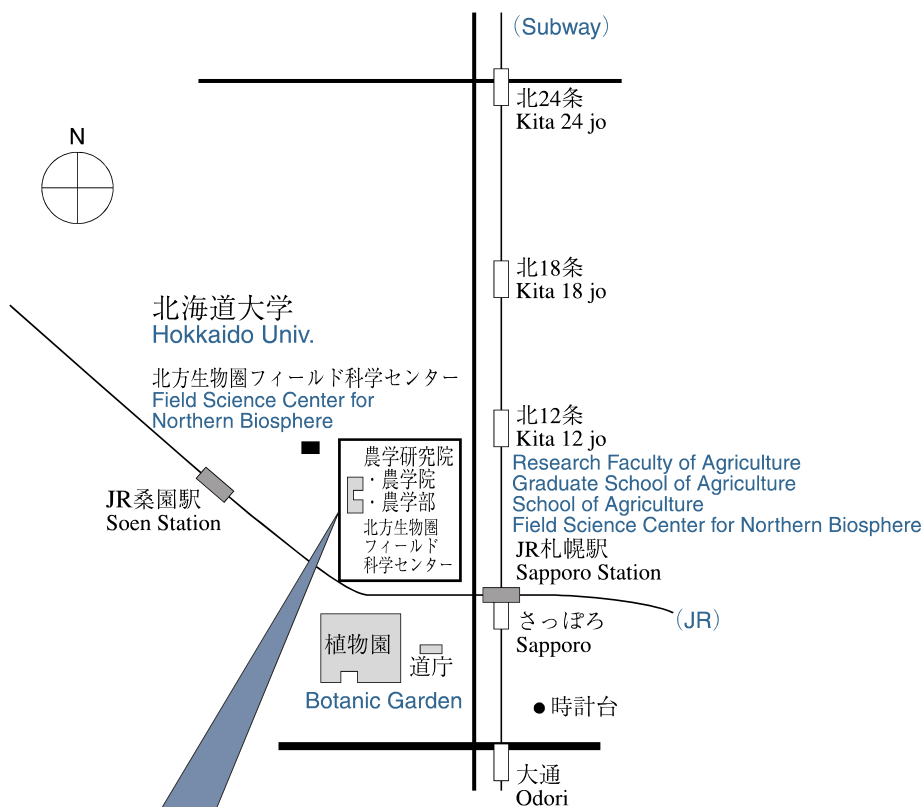 (Subway)
北24条
Kita 24 jo
N
北18条
Kita 18 jo
北海道大学
Hokkaido Univ.
北方生物圏フィールド科学センター
Field Science Center for
Northern Biosphere
北12条
Kita 12 jo
農学研究院
・農学院
・農学部
北方生物圏
フィールド
科学センター
Research Faculty of Agriculture
Graduate School of Agriculture
School of Agriculture
Field Science Center for Northern Biosphere
JR桑園駅
Soen Station
JR札幌駅
Sapporo Station
さっぽろ
Sapporo
(JR)
植物園
道庁
Botanic Garden
時計台
大通
Odori